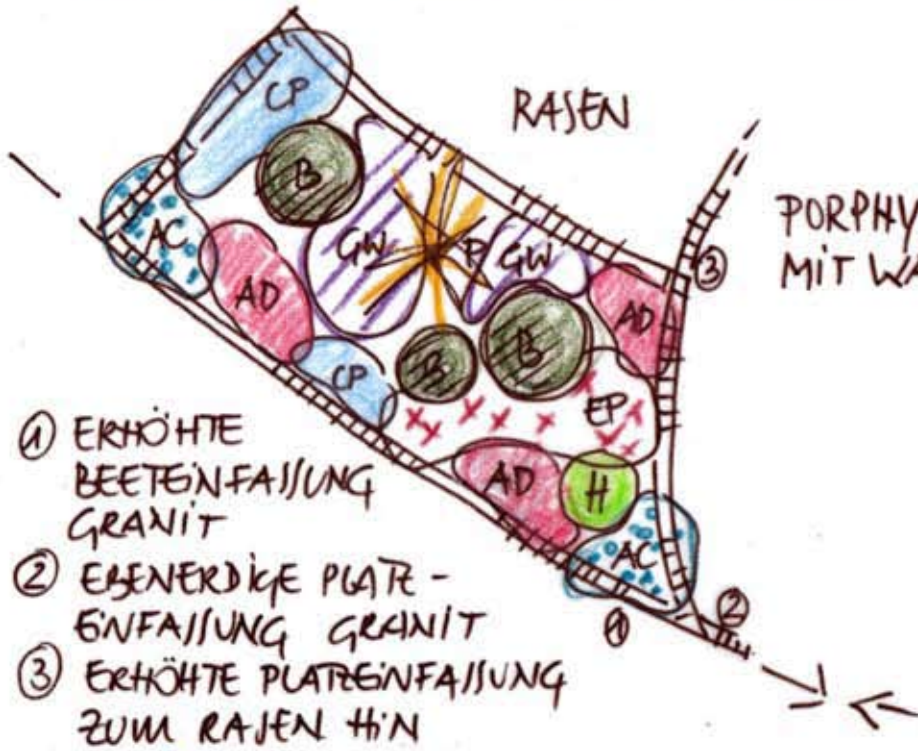 CP
RASEN
B
PORPHY
MIT WA
AC
GW
P
GW
③
AD
AD
CP
B
B
EP
① ERHÖHTE
BEETEINFASSUNG
GRANIT
AD
H
AC
② EBENERDIGE PLATZ-
EINFASSUNG GRANIT
①
②
③ ERHÖHTE PLATZEINFASSUNG
ZUM RASEN HIN